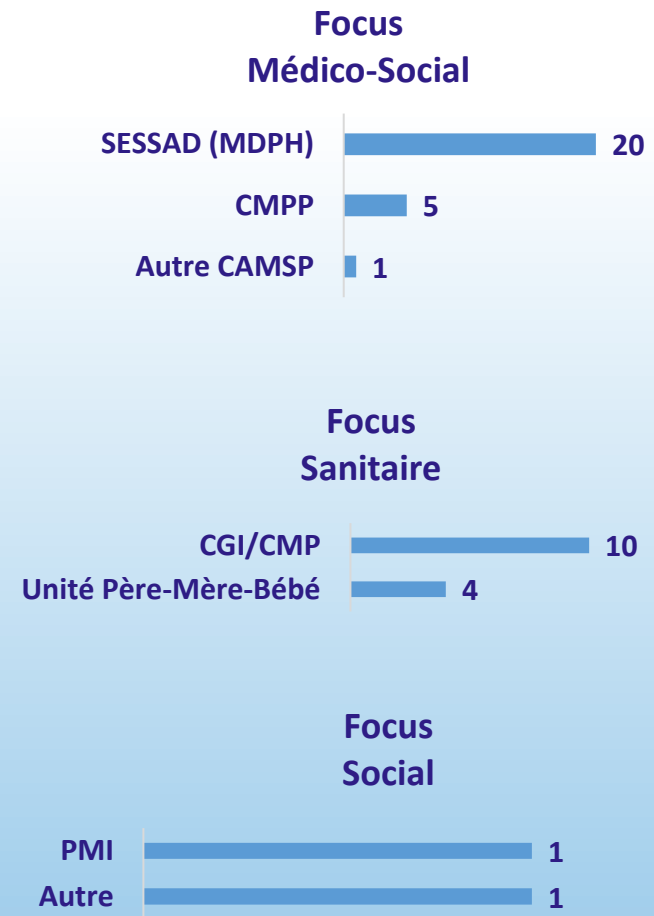 Focus
Médico-Social
SESSAD (MDPH) 20
CMPP 5
Autre CAMSP 1
Focus
Sanitaire
CGI/CMP 10
Unité Père-Mère-Bébé 4
Focus
Social
PMI 1
Autre 1